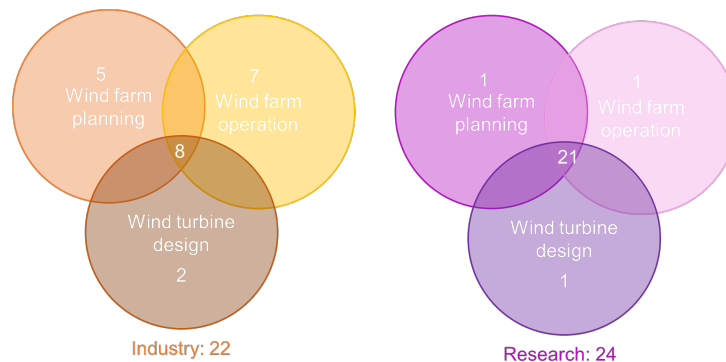 5
Wind farm
planning
7
Wind farm
operation
8
Wind turbine
design
2
Industry: 22
1
Wind farm
planning
1
Wind farm
operation
21
Wind turbine
design
1
Research: 24